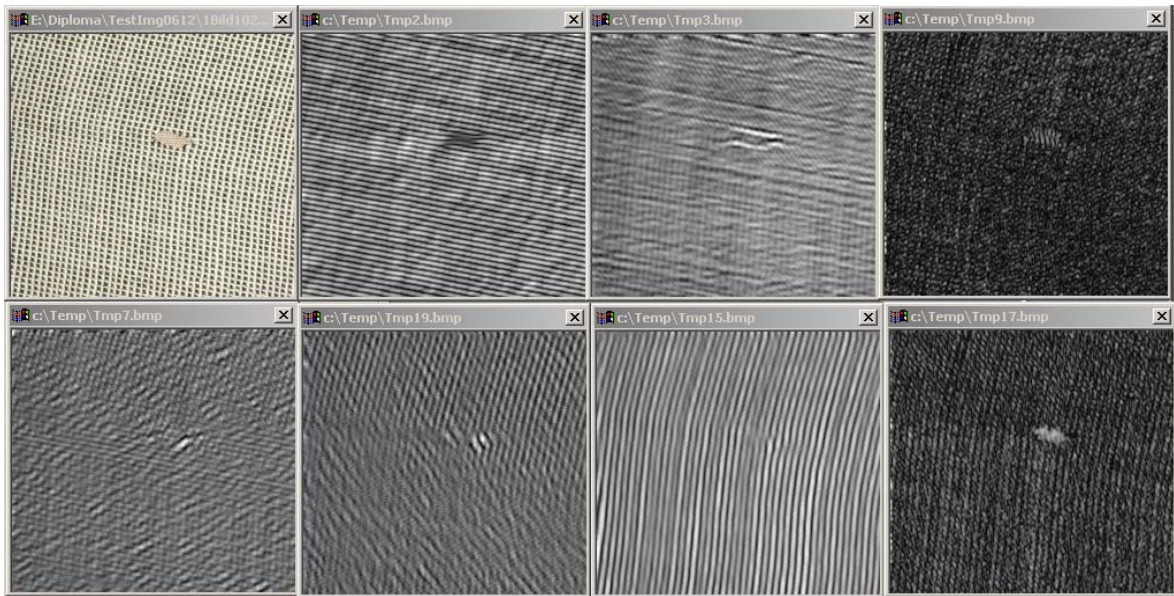 E:\Diploma\TestImg0612\1Bild102...
c:\Temp\Tmp2.bmp
c:\Temp\Tmp3.bmp
c:\Temp\Tmp9.bmp
c:\Temp\Tmp7.bmp
c:\Temp\Tmp19.bmp
c:\Temp\Tmp15.bmp
c:\Temp\Tmp17.bmp